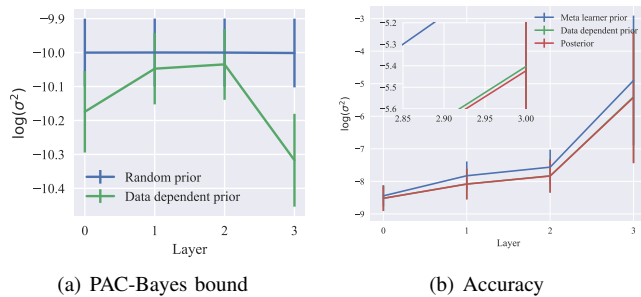 −9.9
−10.0
−10.1
−10.2
−10.3
−10.4
log(σ²)
Random prior
Data dependent prior
0 1 2 3
Layer
(a) PAC-Bayes bound
−3
−4
−5
−6
−7
−8
−9
log(σ²)
−5.2
−5.3
−5.4
−5.5
−5.6
2.85 2.90 2.95 3.00
Meta learner prior
Data dependent prior
Posterior
0 1 2 3
Layer
(b) Accuracy